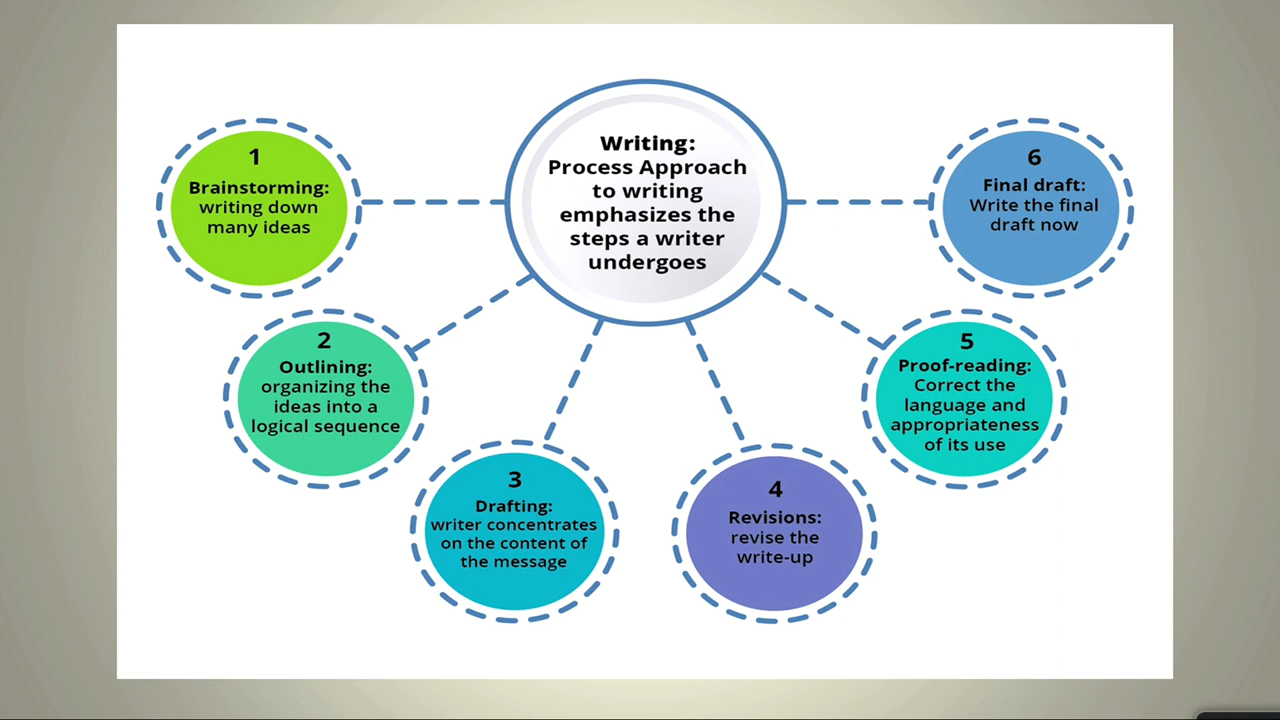 Writing:
Process Approach
to writing
emphasizes the
steps a writer
undergoes
1
Brainstorming:
writing down
many ideas
2
Outlining:
organizing the
ideas into a
logical sequence
3
Drafting:
writer concentrates
on the content of
the message
4
Revisions:
revise the
write-up
5
Proof-reading:
Correct the
language and
appropriateness
of its use
6
Final draft:
Write the final
draft now